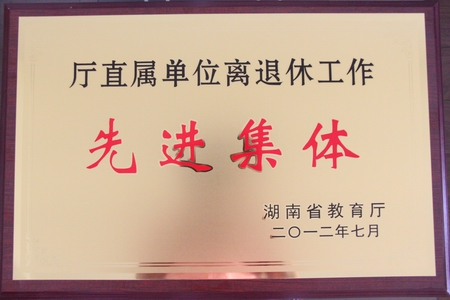 厅直属单位离退休工作
先进集体
湖南省教育厅
二〇一二年七月